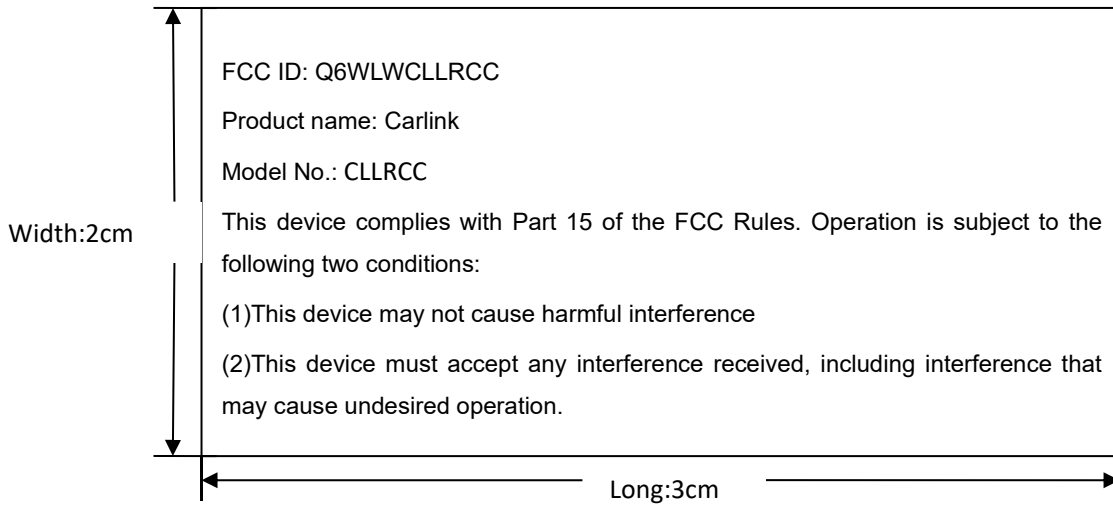 FCC ID: Q6WLWCLLRCC
Product name: Carlink
Model No.: CLLRCC
This device complies with Part 15 of the FCC Rules. Operation is subject to the
following two conditions:
(1)This device may not cause harmful interference
(2)This device must accept any interference received, including interference that
may cause undesired operation.
Width:2cm
Long:3cm